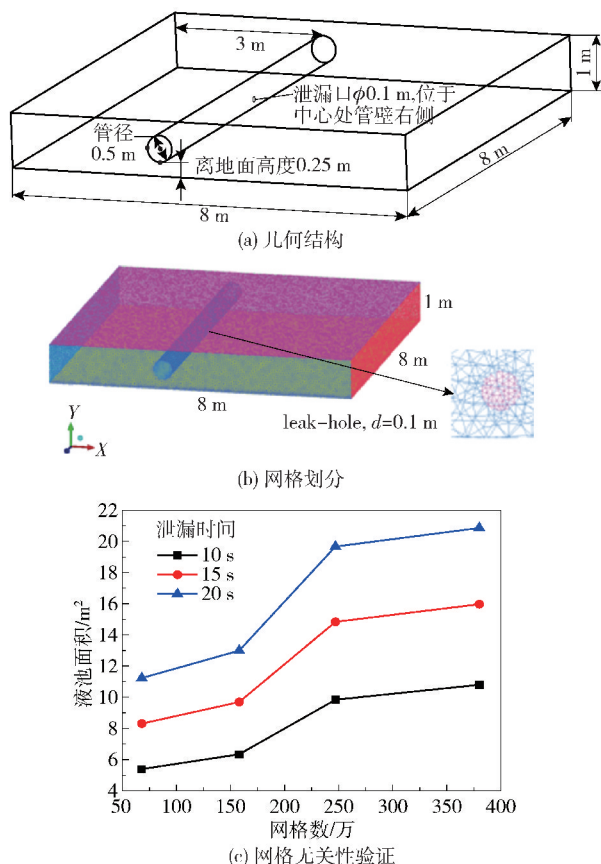 3 m
1 m
泄漏口ϕ0.1 m,位于
中心处管壁右侧
管径
0.5 m
离地面高度0.25 m
8 m
8 m
(a) 几何结构
1 m
8 m
8 m
leak-hole, d=0.1 m
Y
X
(b) 网格划分
22
20
18
16
14
12
10
8
6
4
泄漏时间
10 s
15 s
20 s
液池面积/m²
50 100 150 200 250 300 350 400
网格数/万
(c) 网格无关性验证